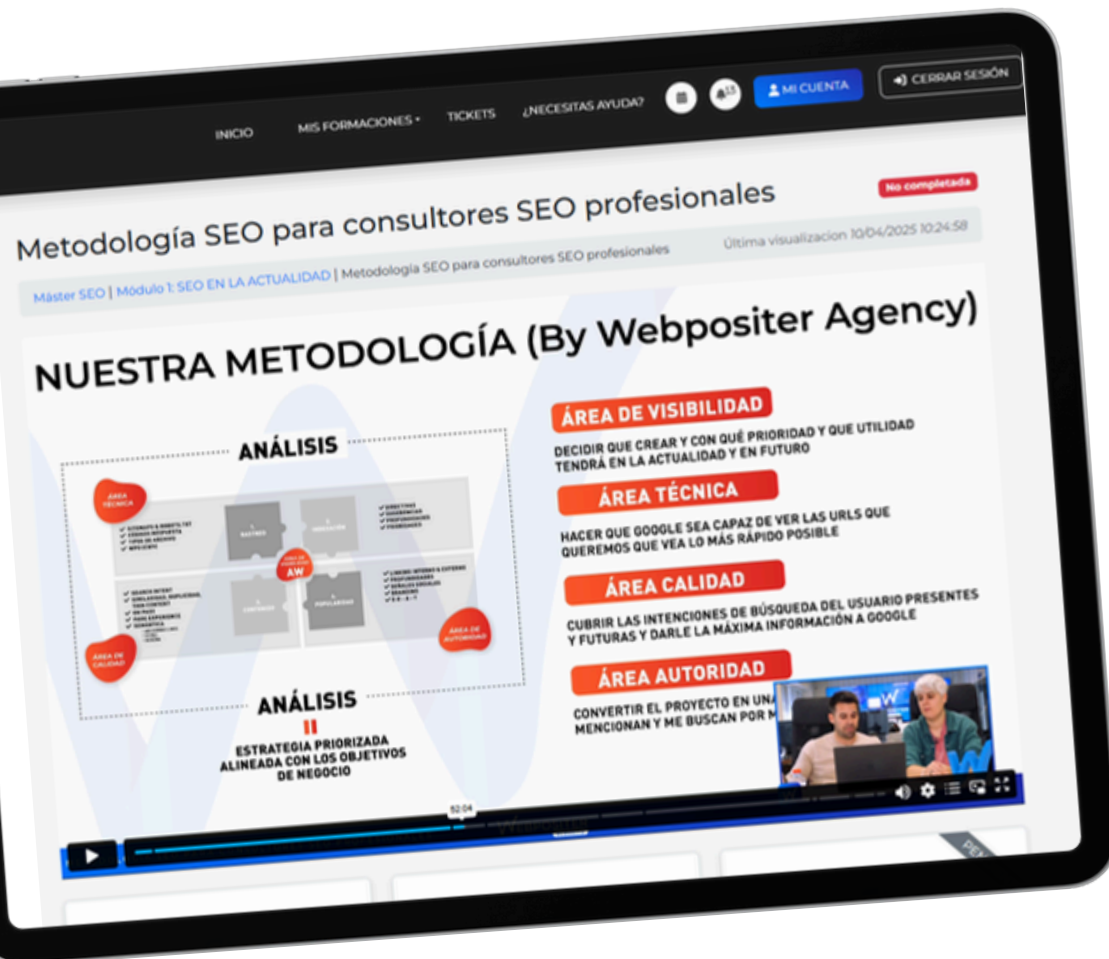 INICIO
MIS FORMACIONES
TICKETS
¿NECESITAS AYUDA?
13
MI CUENTA
CERRAR SESIÓN
Metodología SEO para consultores SEO profesionales
No completada
Máster SEO | Módulo 1: SEO EN LA ACTUALIDAD | Metodología SEO para consultores SEO profesionales
Última visualizacion 10/04/2025 10:24:58
NUESTRA METODOLOGÍA (By Webpositer Agency)
ANÁLISIS
ÁREA TÉCNICA
AW
ÁREA DE CALIDAD
ÁREA DE AUTORIDAD
ANÁLISIS
ESTRATEGIA PRIORIZADA
ALINEADA CON LOS OBJETIVOS
DE NEGOCIO
ÁREA DE VISIBILIDAD
DECIDIR QUE CREAR Y CON QUÉ PRIORIDAD Y QUE UTILIDAD
TENDRÁ EN LA ACTUALIDAD Y EN FUTURO
ÁREA TÉCNICA
HACER QUE GOOGLE SEA CAPAZ DE VER LAS URLS QUE
QUEREMOS QUE VEA LO MÁS RÁPIDO POSIBLE
ÁREA CALIDAD
CUBRIR LAS INTENCIONES DE BÚSQUEDA DEL USUARIO PRESENTES
Y FUTURAS Y DARLE LA MÁXIMA INFORMACIÓN A GOOGLE
ÁREA AUTORIDAD
CONVERTIR EL PROYECTO EN UNA
MENCIONAN Y ME BUSCAN POR M
52:04